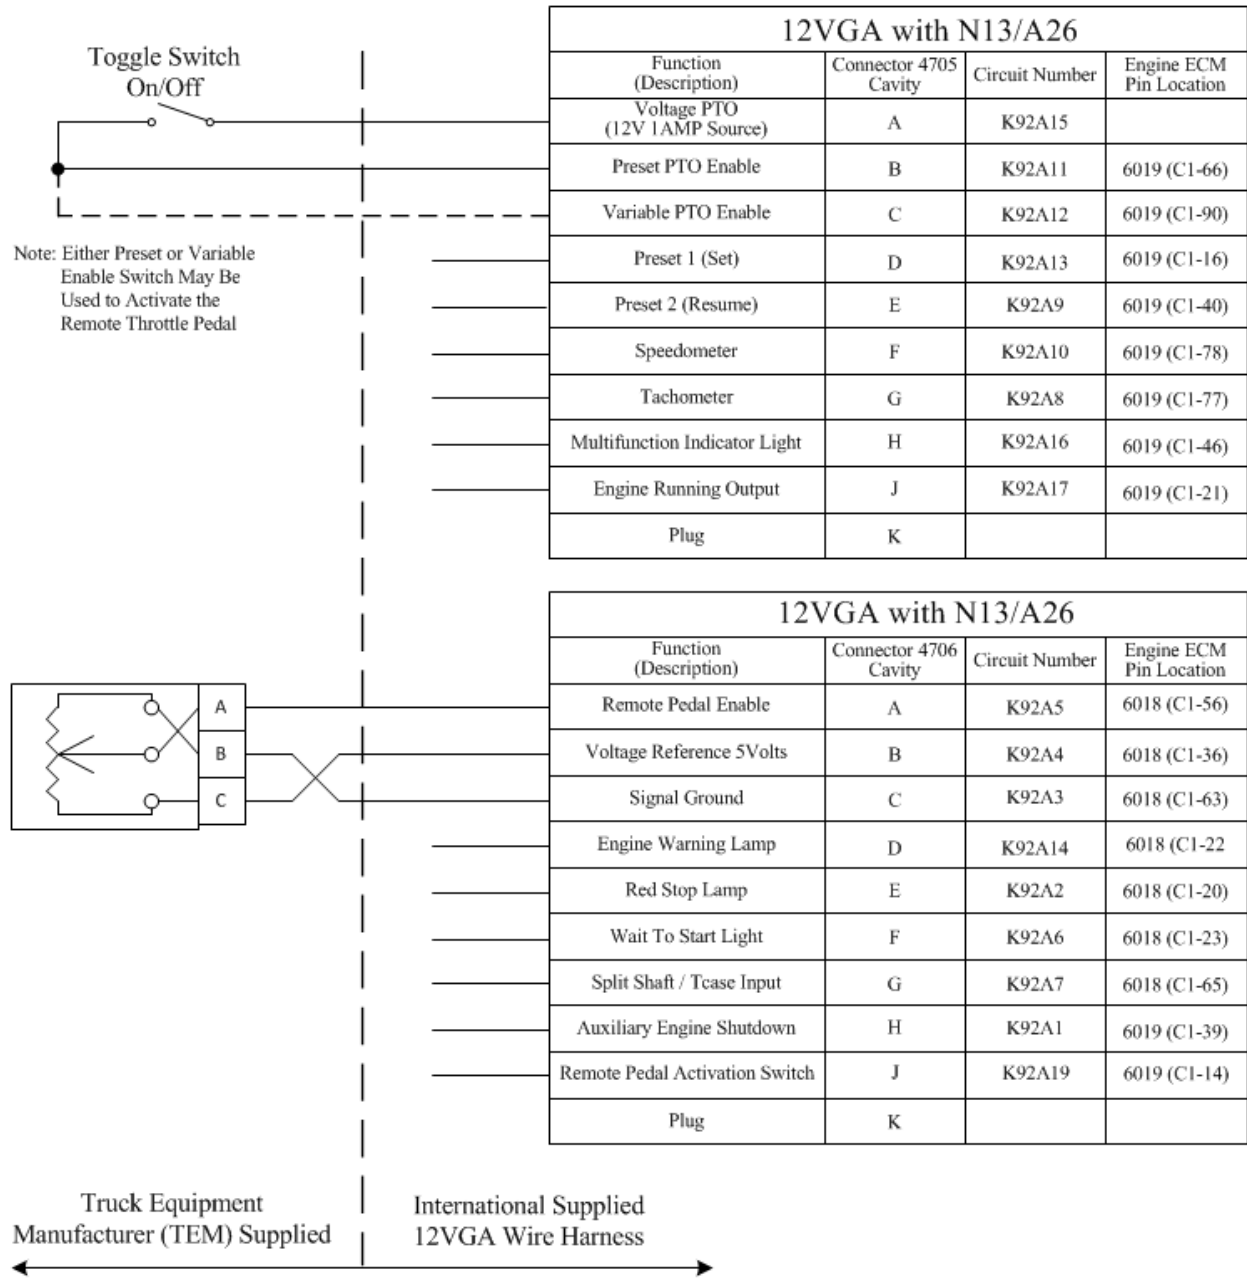 Toggle Switch
On/Off
Note: Either Preset or Variable
Enable Switch May Be
Used to Activate the
Remote Throttle Pedal
12VGA with N13/A26
Function
(Description)
Connector 4705
Cavity
Circuit Number
Engine ECM
Pin Location
Voltage PTO
(12V 1AMP Source)
A
K92A15
Preset PTO Enable
B
K92A11
6019 (C1-66)
Variable PTO Enable
C
K92A12
6019 (C1-90)
Preset 1 (Set)
D
K92A13
6019 (C1-16)
Preset 2 (Resume)
E
K92A9
6019 (C1-40)
Speedometer
F
K92A10
6019 (C1-78)
Tachometer
G
K92A8
6019 (C1-77)
Multifunction Indicator Light
H
K92A16
6019 (C1-46)
Engine Running Output
J
K92A17
6019 (C1-21)
Plug
K
A
B
C
12VGA with N13/A26
Function
(Description)
Connector 4706
Cavity
Circuit Number
Engine ECM
Pin Location
Remote Pedal Enable
A
K92A5
6018 (C1-56)
Voltage Reference 5Volts
B
K92A4
6018 (C1-36)
Signal Ground
C
K92A3
6018 (C1-63)
Engine Warning Lamp
D
K92A14
6018 (C1-22
Red Stop Lamp
E
K92A2
6018 (C1-20)
Wait To Start Light
F
K92A6
6018 (C1-23)
Split Shaft / Tcase Input
G
K92A7
6018 (C1-65)
Auxiliary Engine Shutdown
H
K92A1
6019 (C1-39)
Remote Pedal Activation Switch
J
K92A19
6019 (C1-14)
Plug
K
Truck Equipment
Manufacturer (TEM) Supplied
International Supplied
12VGA Wire Harness